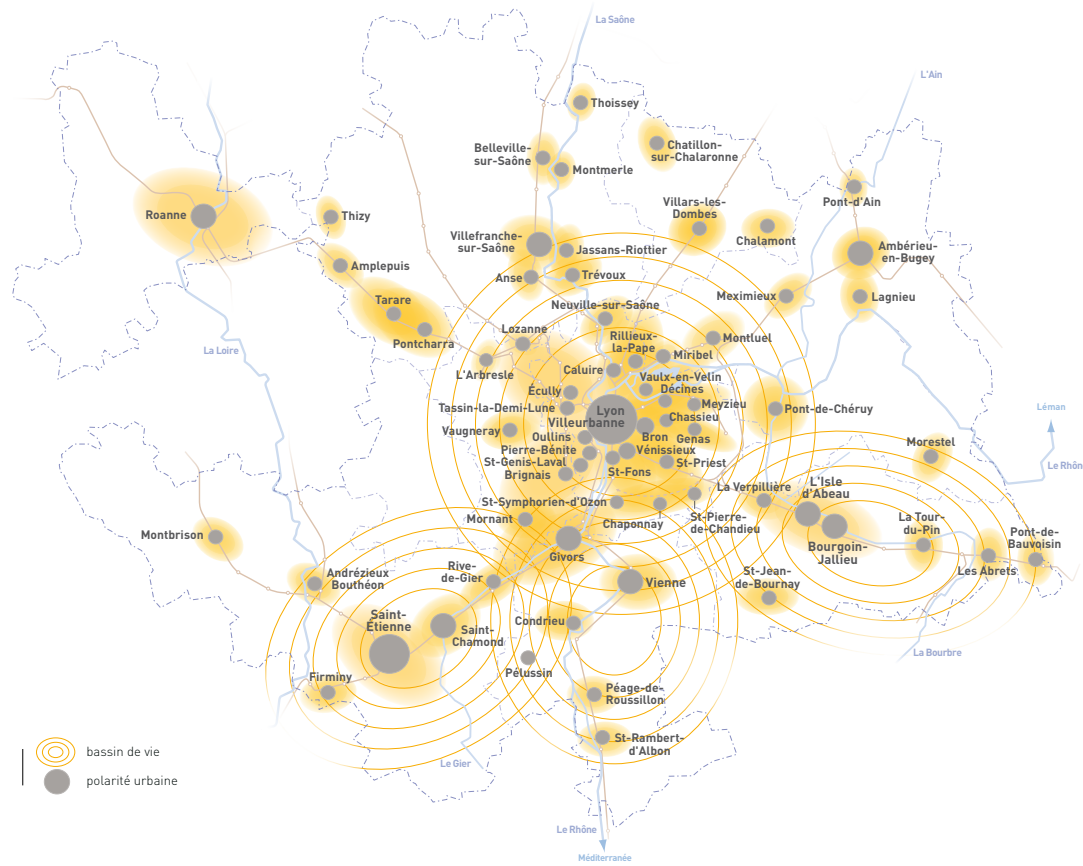 La Saône
L'Ain
Thoissey
Belleville-
sur-Saône
Montmerle
Chatillon-
sur-Chalaronne
Pont-d'Ain
Villars-les-
Dombes
Roanne
Thizy
Chalamont
Villefranche-
sur-Saône
Jassans-Riottier
Ambérieu-
en-Bugey
Amplepuis
Anse
Trévoux
Tarare
Meximieux
Lagnieu
Neuville-sur-Saône
Pontcharra
Lozanne
Rillieux-
la-Pape
Montluel
La Loire
L'Arbresle
Caluire
Miribel
Vaulx-en-Velin
Écully
Décines
Tassin-la-Demi-Lune
Lyon
Meyzieu
Pont-de-Chéruy
Villeurbanne
Chassieu
Léman
Vaugneray
Oullins
Bron
Genas
Morestel
Pierre-Bénite
Vénissieux
St-Genis-Laval
St-Priest
Le Rhôn
Brignais
St-Fons
La Verpillière
L'Isle
d'Abeau
St-Symphorien-d'Ozon
Mornant
Chaponnay
St-Pierre-
de-Chandieu
La Tour-
du-Pin
Montbrison
Pont-de-
Bauvoisin
Givors
Bourgoin-
Jallieu
Les Abrets
Andrézieux
Bouthéon
Rive-
de-Gier
Vienne
St-Jean-
de-Bournay
Saint-
Étienne
Saint-
Chamond
Condrieu
La Bourbre
Firminy
Pélussin
Péage-de-
Roussillon
St-Rambert-
d'Albon
bassin de vie
Le Gier
polarité urbaine
Le Rhône
Méditerranée